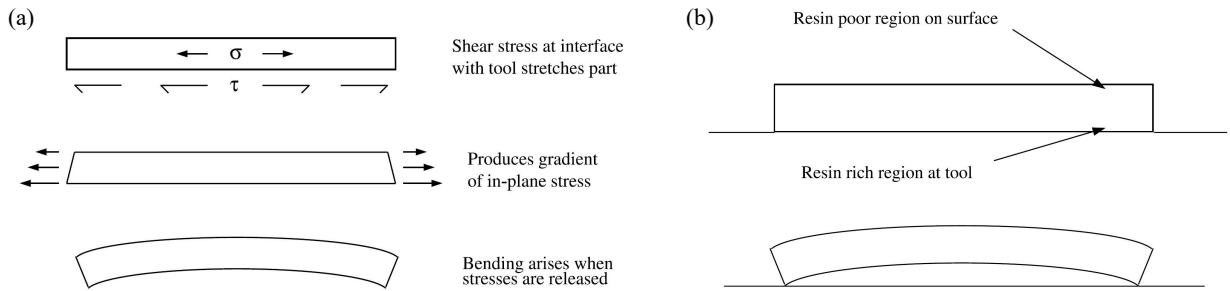 (a)
σ
τ
Shear stress at interface
with tool stretches part
Produces gradient
of in-plane stress
Bending arises when
stresses are released
(b)
Resin poor region on surface
Resin rich region at tool